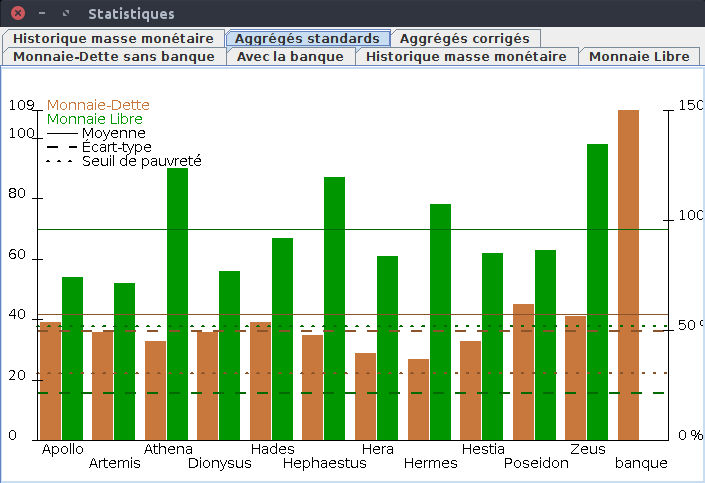 Statistiques
Historique masse monétaire Aggrégés standards Aggrégés corrigés
Monnaie-Dette sans banque Avec la banque Historique masse monétaire Monnaie Libre
109 150
Monnaie-Dette
Monnaie Libre
100 Moyenne
Écart-type
Seuil de pauvreté
80
100
60
40 50 %
20
0 0 %
Apollo Athena Hades Hera Hestia Zeus
Artemis Dionysus Hephaestus Hermes Poseidon banque